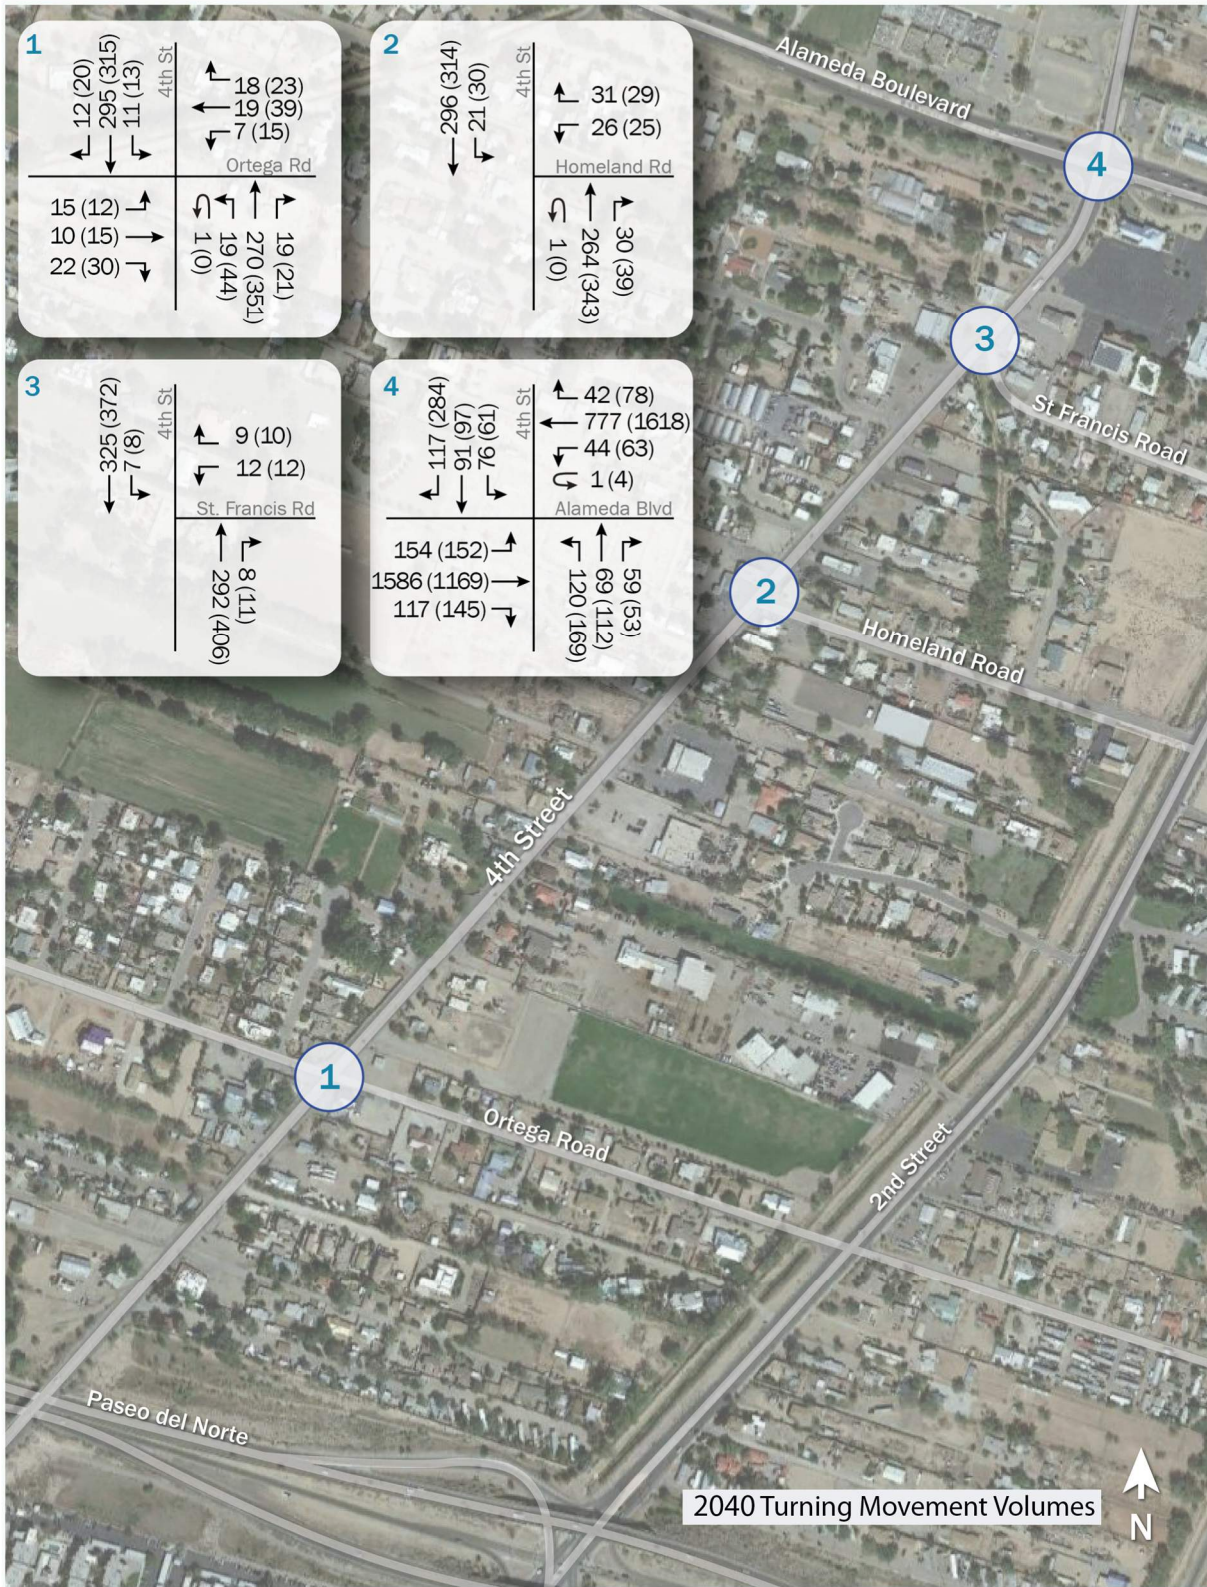 1
12 (20)
295 (315)
11 (13)
4th St
18 (23)
19 (39)
7 (15)
Ortega Rd
15 (12)
10 (15)
22 (30)
1 (0)
19 (44)
270 (351)
19 (21)
2
296 (314)
21 (30)
4th St
31 (29)
26 (25)
Homeland Rd
1 (0)
264 (343)
30 (39)
3
325 (372)
7 (8)
4th St
9 (10)
12 (12)
St. Francis Rd
292 (406)
8 (11)
4
117 (284)
91 (97)
76 (61)
4th St
42 (78)
777 (1618)
44 (63)
1 (4)
Alameda Blvd
154 (152)
1586 (1169)
117 (145)
120 (169)
69 (112)
59 (53)
Alameda Boulevard
4
3
St Francis Road
2
Homeland Road
4th Street
1
Ortega Road
2nd Street
Paseo del Norte
2040 Turning Movement Volumes
N